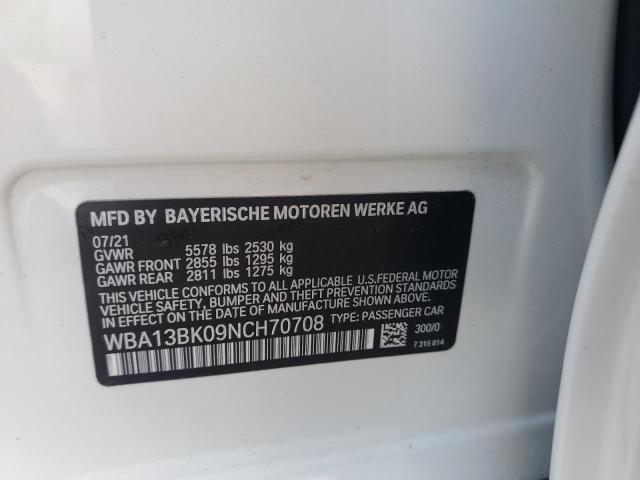 MFD BY BAYERISCHE MOTOREN WERKE AG
07/21
GVWR 5578 lbs 2530 kg
GAWR FRONT 2855 lbs 1295 kg
GAWR REAR 2811 lbs 1275 kg
THIS VEHICLE CONFORMS TO ALL APPLICABLE U.S.FEDERAL MOTOR
VEHICLE SAFETY, BUMPER AND THEFT PREVENTION STANDARDS
IN EFFECT ON THE DATE OF MANUFACTURE SHOWN ABOVE.
WBA13BK09NCH70708 TYPE: PASSENGER CAR
300/0
7 315 814